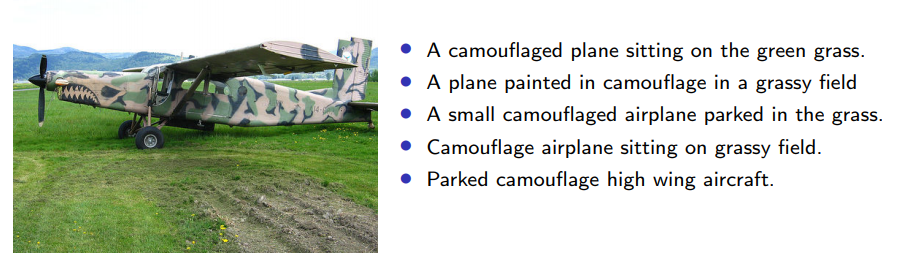 A camouflaged plane sitting on the green grass.
A plane painted in camouflage in a grassy field
A small camouflaged airplane parked in the grass.
Camouflage airplane sitting on grassy field.
Parked camouflage high wing aircraft.